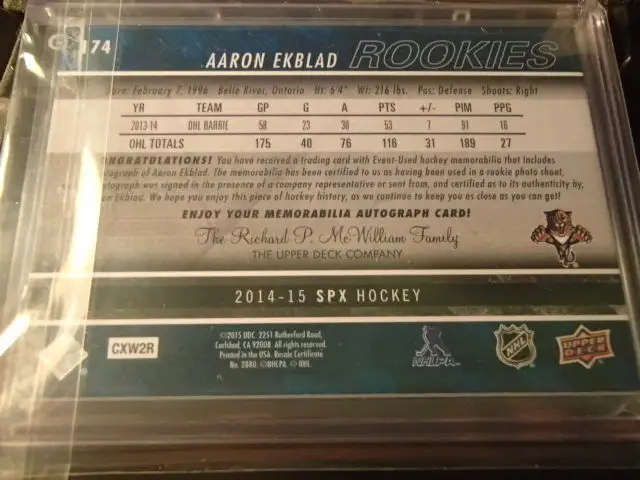 174
AARON EKBLAD ROOKIES
orn: February 7, 1996 Belle River, Ontario Ht: 6'4" Wt: 216 lbs. Pos: Defense Shoots: Right
YR TEAM GP G A PTS +/- PIM PPG
2013-14 OHL BARRIE 58 23 30 53 7 91 16
OHL TOTALS 175 40 76 116 31 189 27
ONGRATULATIONS! You have received a trading card with Event-Used hockey memorabilia that includes
ograph of Aaron Ekblad. The memorabilia has been certified to us as having been used in a rookie photo shoot,
utograph was signed in the presence of a company representative or sent from, and certified as to its authenticity by,
on Ekblad. We hope you enjoy this piece of hockey history, as we continue to keep you as close as you can get!
ENJOY YOUR MEMORABILIA AUTOGRAPH CARD!
The Richard P. McWilliam Family
THE UPPER DECK COMPANY
2014-15 SPX HOCKEY
CXW2R
©2015 UDC. 2251 Rutherford Road,
Carlsbad, CA 92008. All rights reserved.
Printed in the USA. Resale Certificate
No. 2880. ©NHLPA. © NHL.
NHLPA
NHL
UPPER DECK